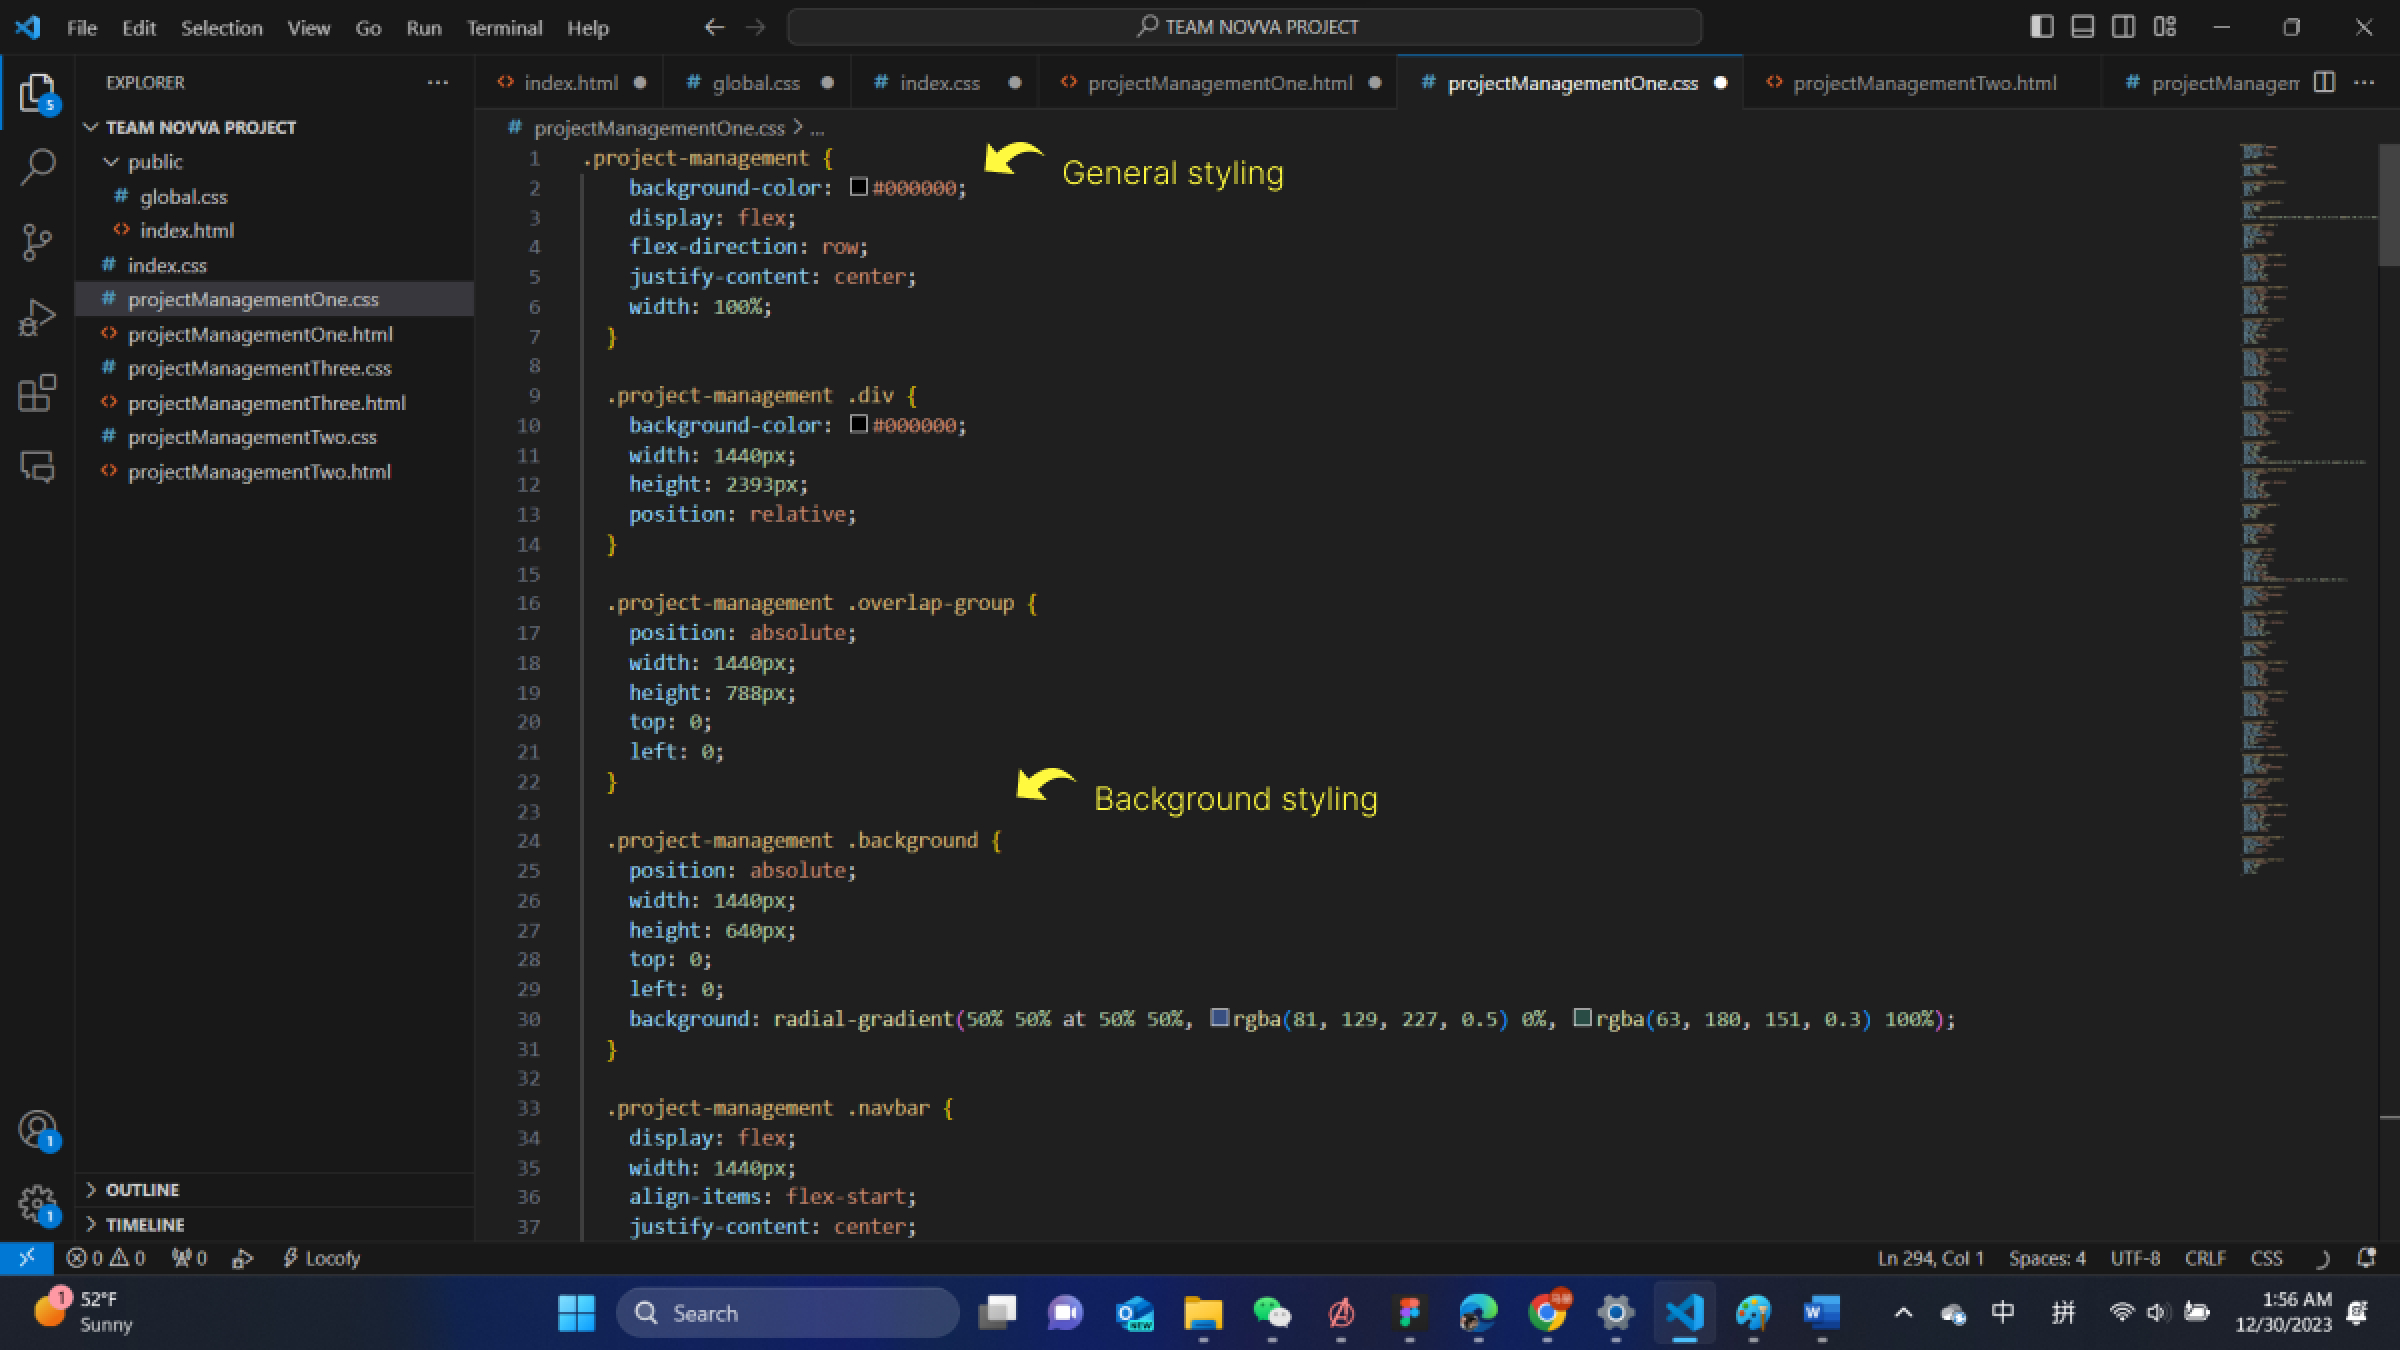 File Edit Selection View Go Run Terminal Help
TEAM NOVVA PROJECT
EXPLORER
5
TEAM NOVVA PROJECT
public
# global.css
<> index.html
# index.css
# projectManagementOne.css
<> projectManagementOne.html
# projectManagementThree.css
<> projectManagementThree.html
# projectManagementTwo.css
<> projectManagementTwo.html
1
1
OUTLINE
TIMELINE
<> index.html # global.css # index.css <> projectManagementOne.html # projectManagementOne.css <> projectManagementTwo.html # projectManagem
# projectManagementOne.css > ...
1 .project-management {
General styling
2 background-color: #000000;
3 display: flex;
4 flex-direction: row;
5 justify-content: center;
6 width: 100%;
7 }
8
9 .project-management .div {
10 background-color: #000000;
11 width: 1440px;
12 height: 2393px;
13 position: relative;
14 }
15
16 .project-management .overlap-group {
17 position: absolute;
18 width: 1440px;
19 height: 788px;
20 top: 0;
21 left: 0;
22 }
Background styling
23
24 .project-management .background {
25 position: absolute;
26 width: 1440px;
27 height: 640px;
28 top: 0;
29 left: 0;
30 background: radial-gradient(50% 50% at 50% 50%, rgba(81, 129, 227, 0.5) 0%, rgba(63, 180, 151, 0.3) 100%);
31 }
32
33 .project-management .navbar {
34 display: flex;
35 width: 1440px;
36 align-items: flex-start;
37 justify-content: center;
0 0 0 Locofy
Ln 294, Col 1 Spaces: 4 UTF-8 CRLF CSS
1
52°F
Sunny
Search
NEW
W
中 拼
1:56 AM
12/30/2023